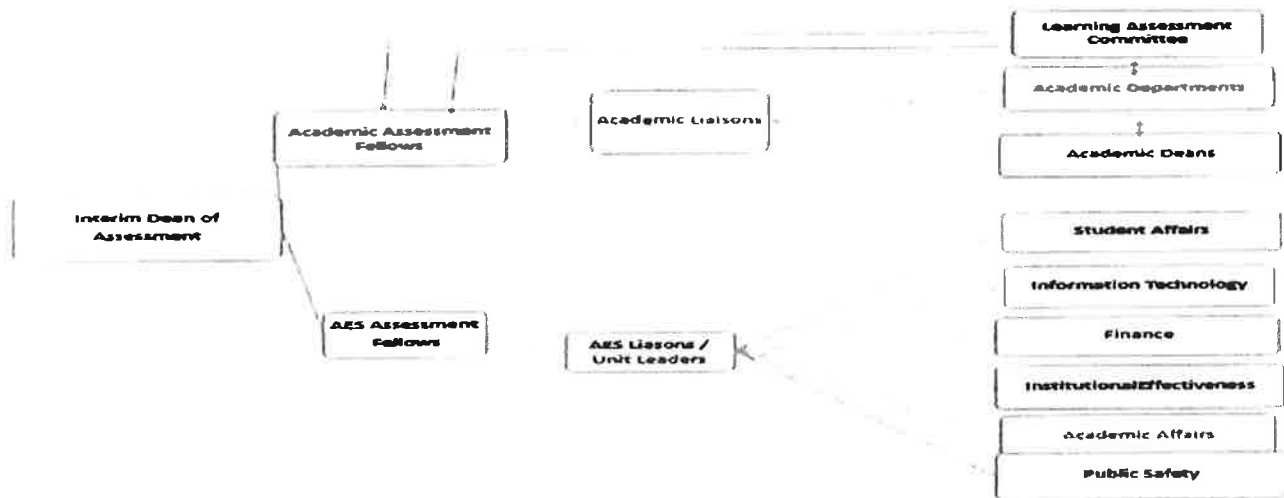 Learning Assessment
Committee
Academic Departments
Academic Assessment
Fellows
Academic Liaisons
Academic Deans
Interim Dean of
Assessment
Student Affairs
Information Technology
AES Assessment
Fellows
AES Liasons /
Unit Leaders
Finance
InstitutionalEffectiveness
Academic Affairs
Public Safety